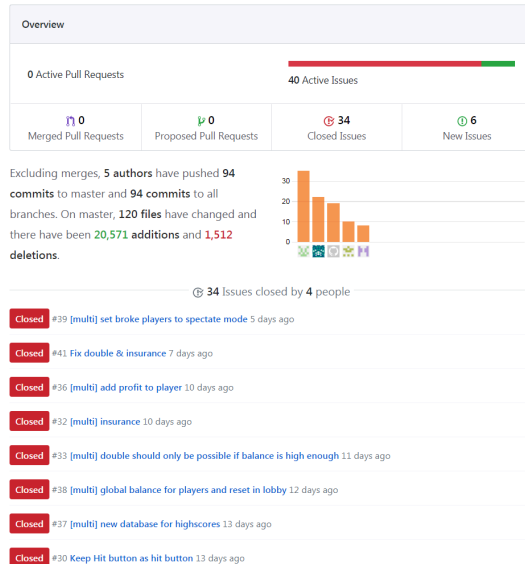 Overview
0 Active Pull Requests
40 Active Issues
0
Merged Pull Requests
0
Proposed Pull Requests
34
Closed Issues
6
New Issues
Excluding merges, 5 authors have pushed 94
commits to master and 94 commits to all
branches. On master, 120 files have changed and
there have been 20,571 additions and 1,512
deletions.
30
20
10
0
34 Issues closed by 4 people
Closed #39 [multi] set broke players to spectate mode 5 days ago
Closed #41 Fix double & insurance 7 days ago
Closed #36 [multi] add profit to player 10 days ago
Closed #32 [multi] insurance 10 days ago
Closed #33 [multi] double should only be possible if balance is high enough 11 days ago
Closed #38 [multi] global balance for players and reset in lobby 12 days ago
Closed #37 [multi] new database for highscores 13 days ago
Closed #30 Keep Hit button as hit button 13 days ago